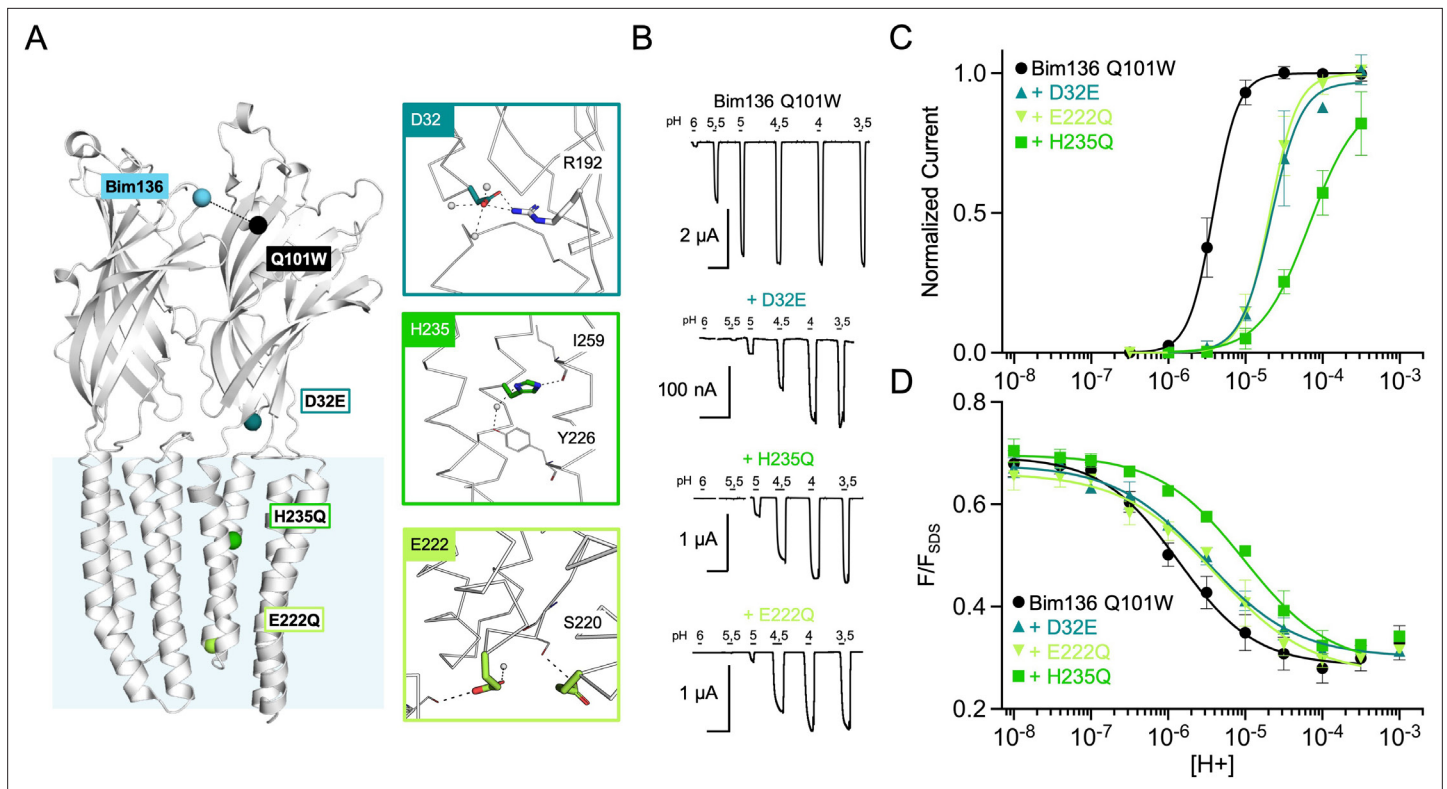 A
Bim136
Q101W
D32E
H235Q
E222Q
D32
R192
H235
I259
Y226
E222
S220
B
Bim136 Q101W
pH 6 5,5 5 4,5 4 3,5
2 µA
+ D32E
pH 6 5,5 5 4,5 4 3,5
100 nA
+ H235Q
pH 6 5,5 5 4,5 4 3,5
1 µA
+ E222Q
pH 6 5,5 5 4,5 4 3,5
1 µA
C
Bim136 Q101W
+ D32E
+ E222Q
+ H235Q
Normalized Current
1.0
0.5
0.0
10-8 10-7 10-6 10-5 10-4 10-3
D
0.8
0.6
0.4
0.2
F/FSDS
Bim136 Q101W
+ D32E
+ E222Q
+ H235Q
10-8 10-7 10-6 10-5 10-4 10-3
[H+]